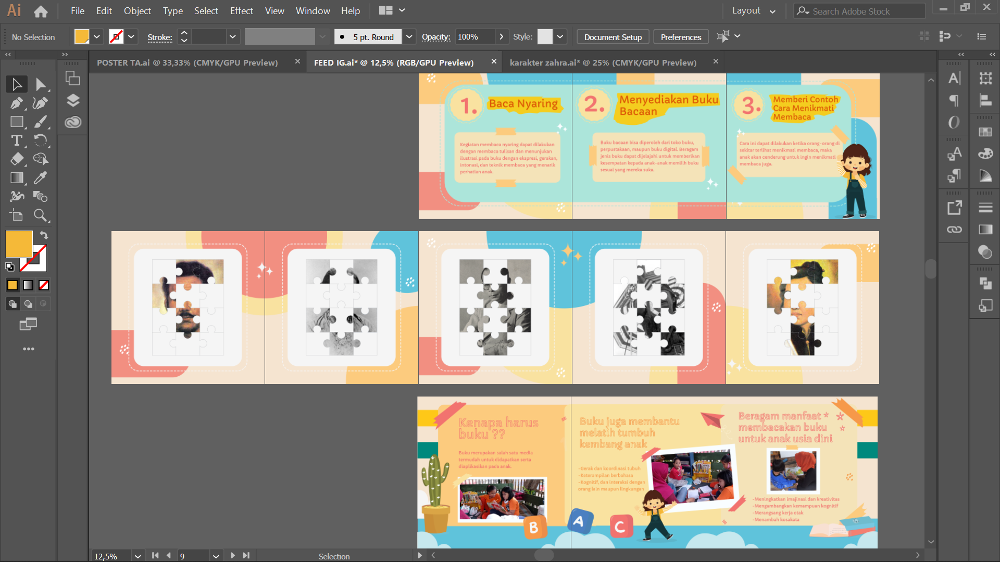 Ai File Edit Object Type Select Effect View Window Help Layout Search Adobe Stock
No Selection Stroke: 5 pt. Round Opacity: 100% Style: Document Setup Preferences
POSTER TA.ai @ 33,33% (CMYK/GPU Preview) FEED IG.ai* @ 12,5% (RGB/GPU Preview) karakter zahra.ai* @ 25% (CMYK/GPU Preview)
1. Baca Nyaring
Kegiatan membaca nyaring dapat dilakukan
dengan membaca tulisan dan menunjukan
ilustrasi pada buku dengan ekspresi, gerakan,
intonasi, dan teknik membaca yang menarik
perhatian anak.
2. Menyediakan Buku
Bacaan
Buku bacaan bisa diperoleh dari toko buku,
perpustakaan, maupun buku digital. Beragam
jenis buku dapat dijelajahi untuk memberikan
kesempatan kepada anak-anak memilih buku
sesuai yang mereka suka.
3. Memberi Contoh
Cara Menikmati
Membaca
Cara ini dapat dilakukan ketika orang-orang di
sekitar terlihat menikmati membaca, maka
anak akan cenderung untuk ingin menikmati
membaca juga.
Kenapa harus
buku ??
Buku merupakan salah satu media
termudah untuk didapatkan serta
diaplikasikan pada anak.
B
A
C
Buku juga membantu
melatih tumbuh
kembang anak
-Gerak dan koordinasi tubuh
-Keterampilan berbahasa
-Kognitif, dan interaksi dengan
orang lain maupun lingkungan
Beragam manfaat
membacakan buku
untuk anak usia dini
-Meningkatkan imajinasi dan kreativitas
-Mengambangkan kemampuan kognitif
-Merangsang kerja otak
-Menambah kosakata
12,5% 9 Selection